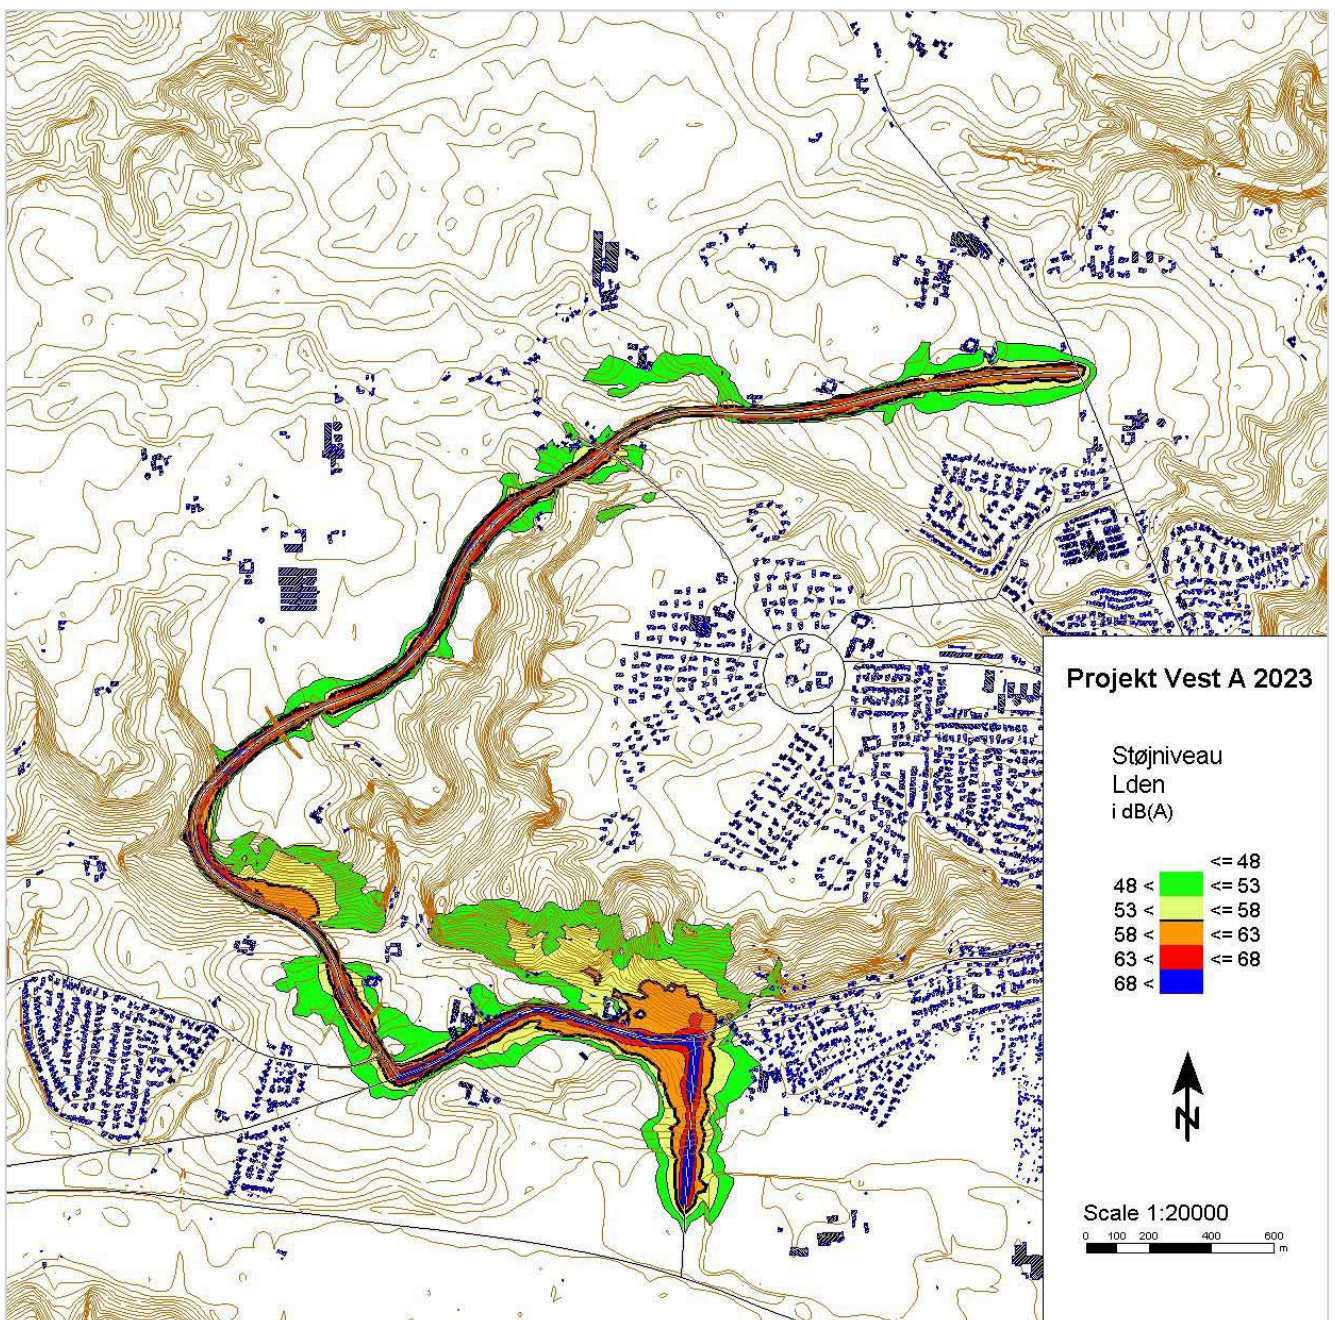 Projekt Vest A 2023
Støjniveau
Lden
i dB(A)
<= 48
48 < <= 53
53 < <= 58
58 < <= 63
63 < <= 68
68 <
N
Scale 1:20000
0 100 200 400 600
m